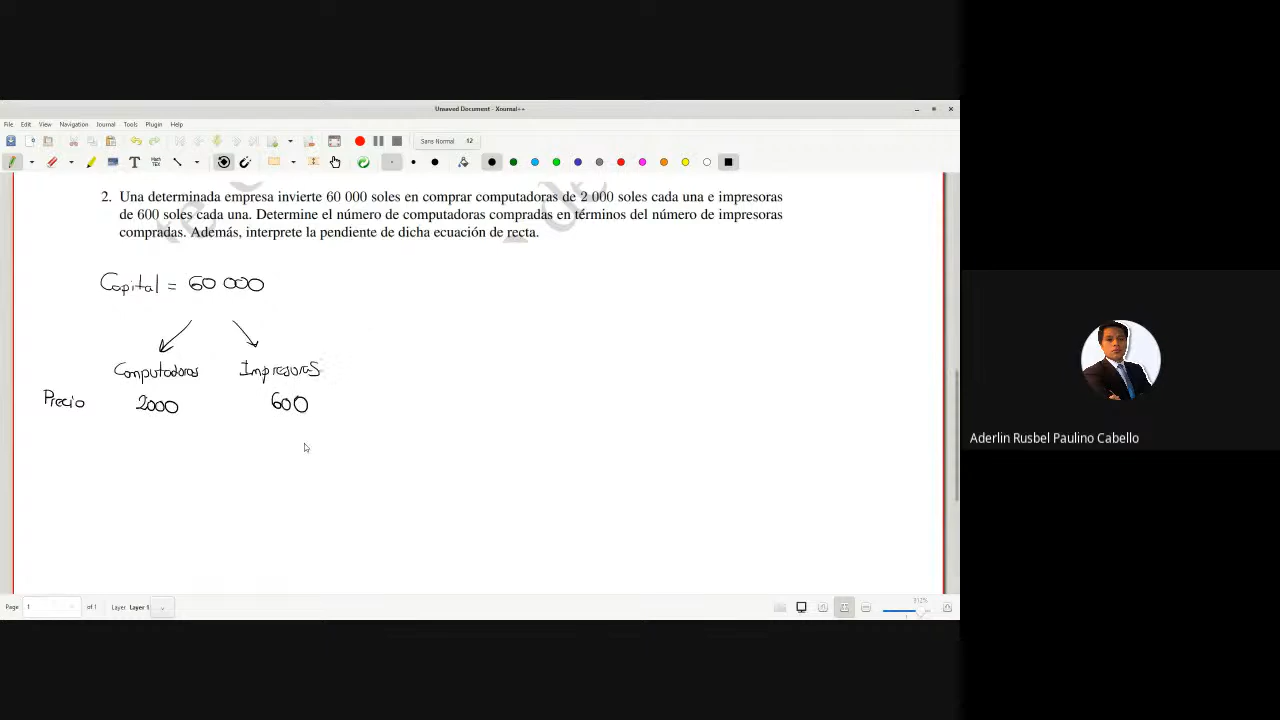 Unsaved Document - Xournal++
File Edit View Navigation Journal Tools Plugin Help
Sans Normal 12
2. Una determinada empresa invierte 60 000 soles en comprar computadoras de 2 000 soles cada una e impresoras
de 600 soles cada una. Determine el número de computadoras compradas en términos del número de impresoras
compradas. Además, interprete la pendiente de dicha ecuación de recta.
Capital = 60 000
Computadoras Impresoras
Precio 2000 600
Aderlin Rusbel Paulino Cabello
Page 1 of 1 Layer Layer 1 312%